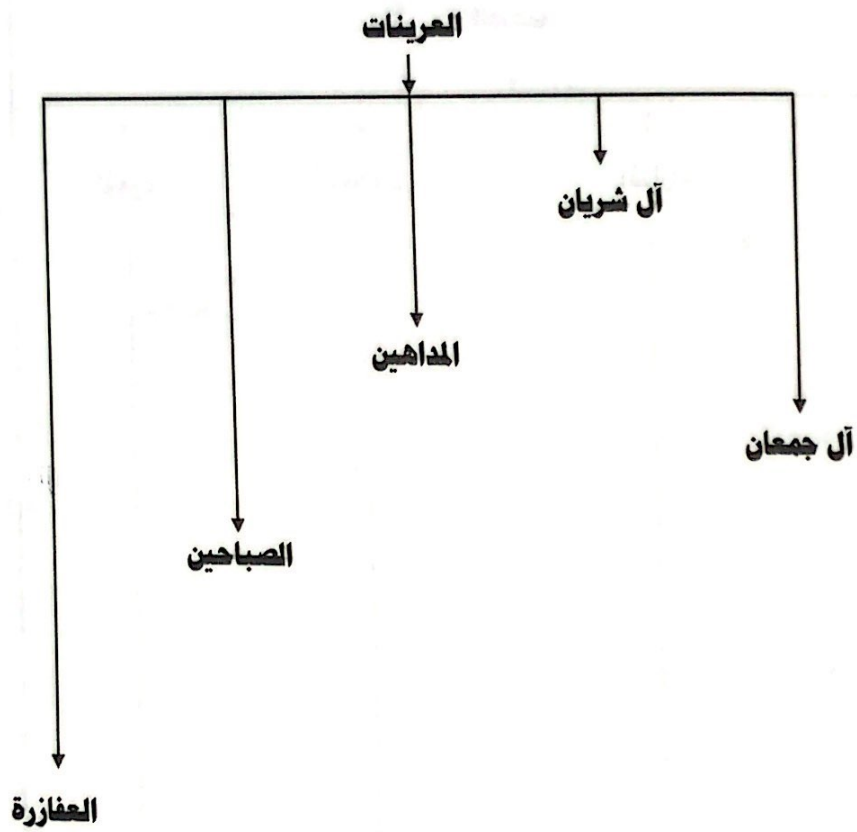 العرينات
آل شريان
المداهين
آل جمعان
الصباحين
العفازرة